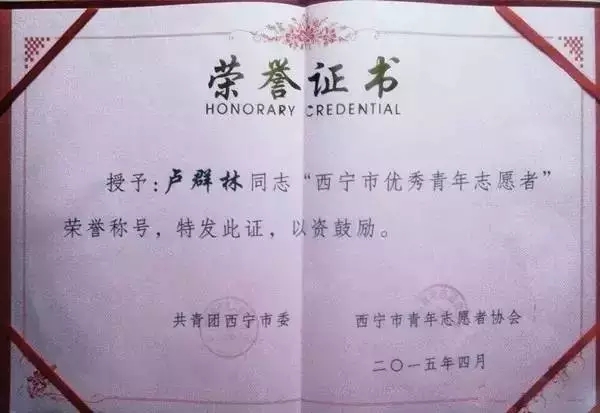 荣誉证书
HONORARY CREDENTIAL
授予:卢群林同志“西宁市优秀青年志愿者”
荣誉称号，特发此证，以资鼓励。
共青团西宁市委 西宁市青年志愿者协会
二〇一五年四月